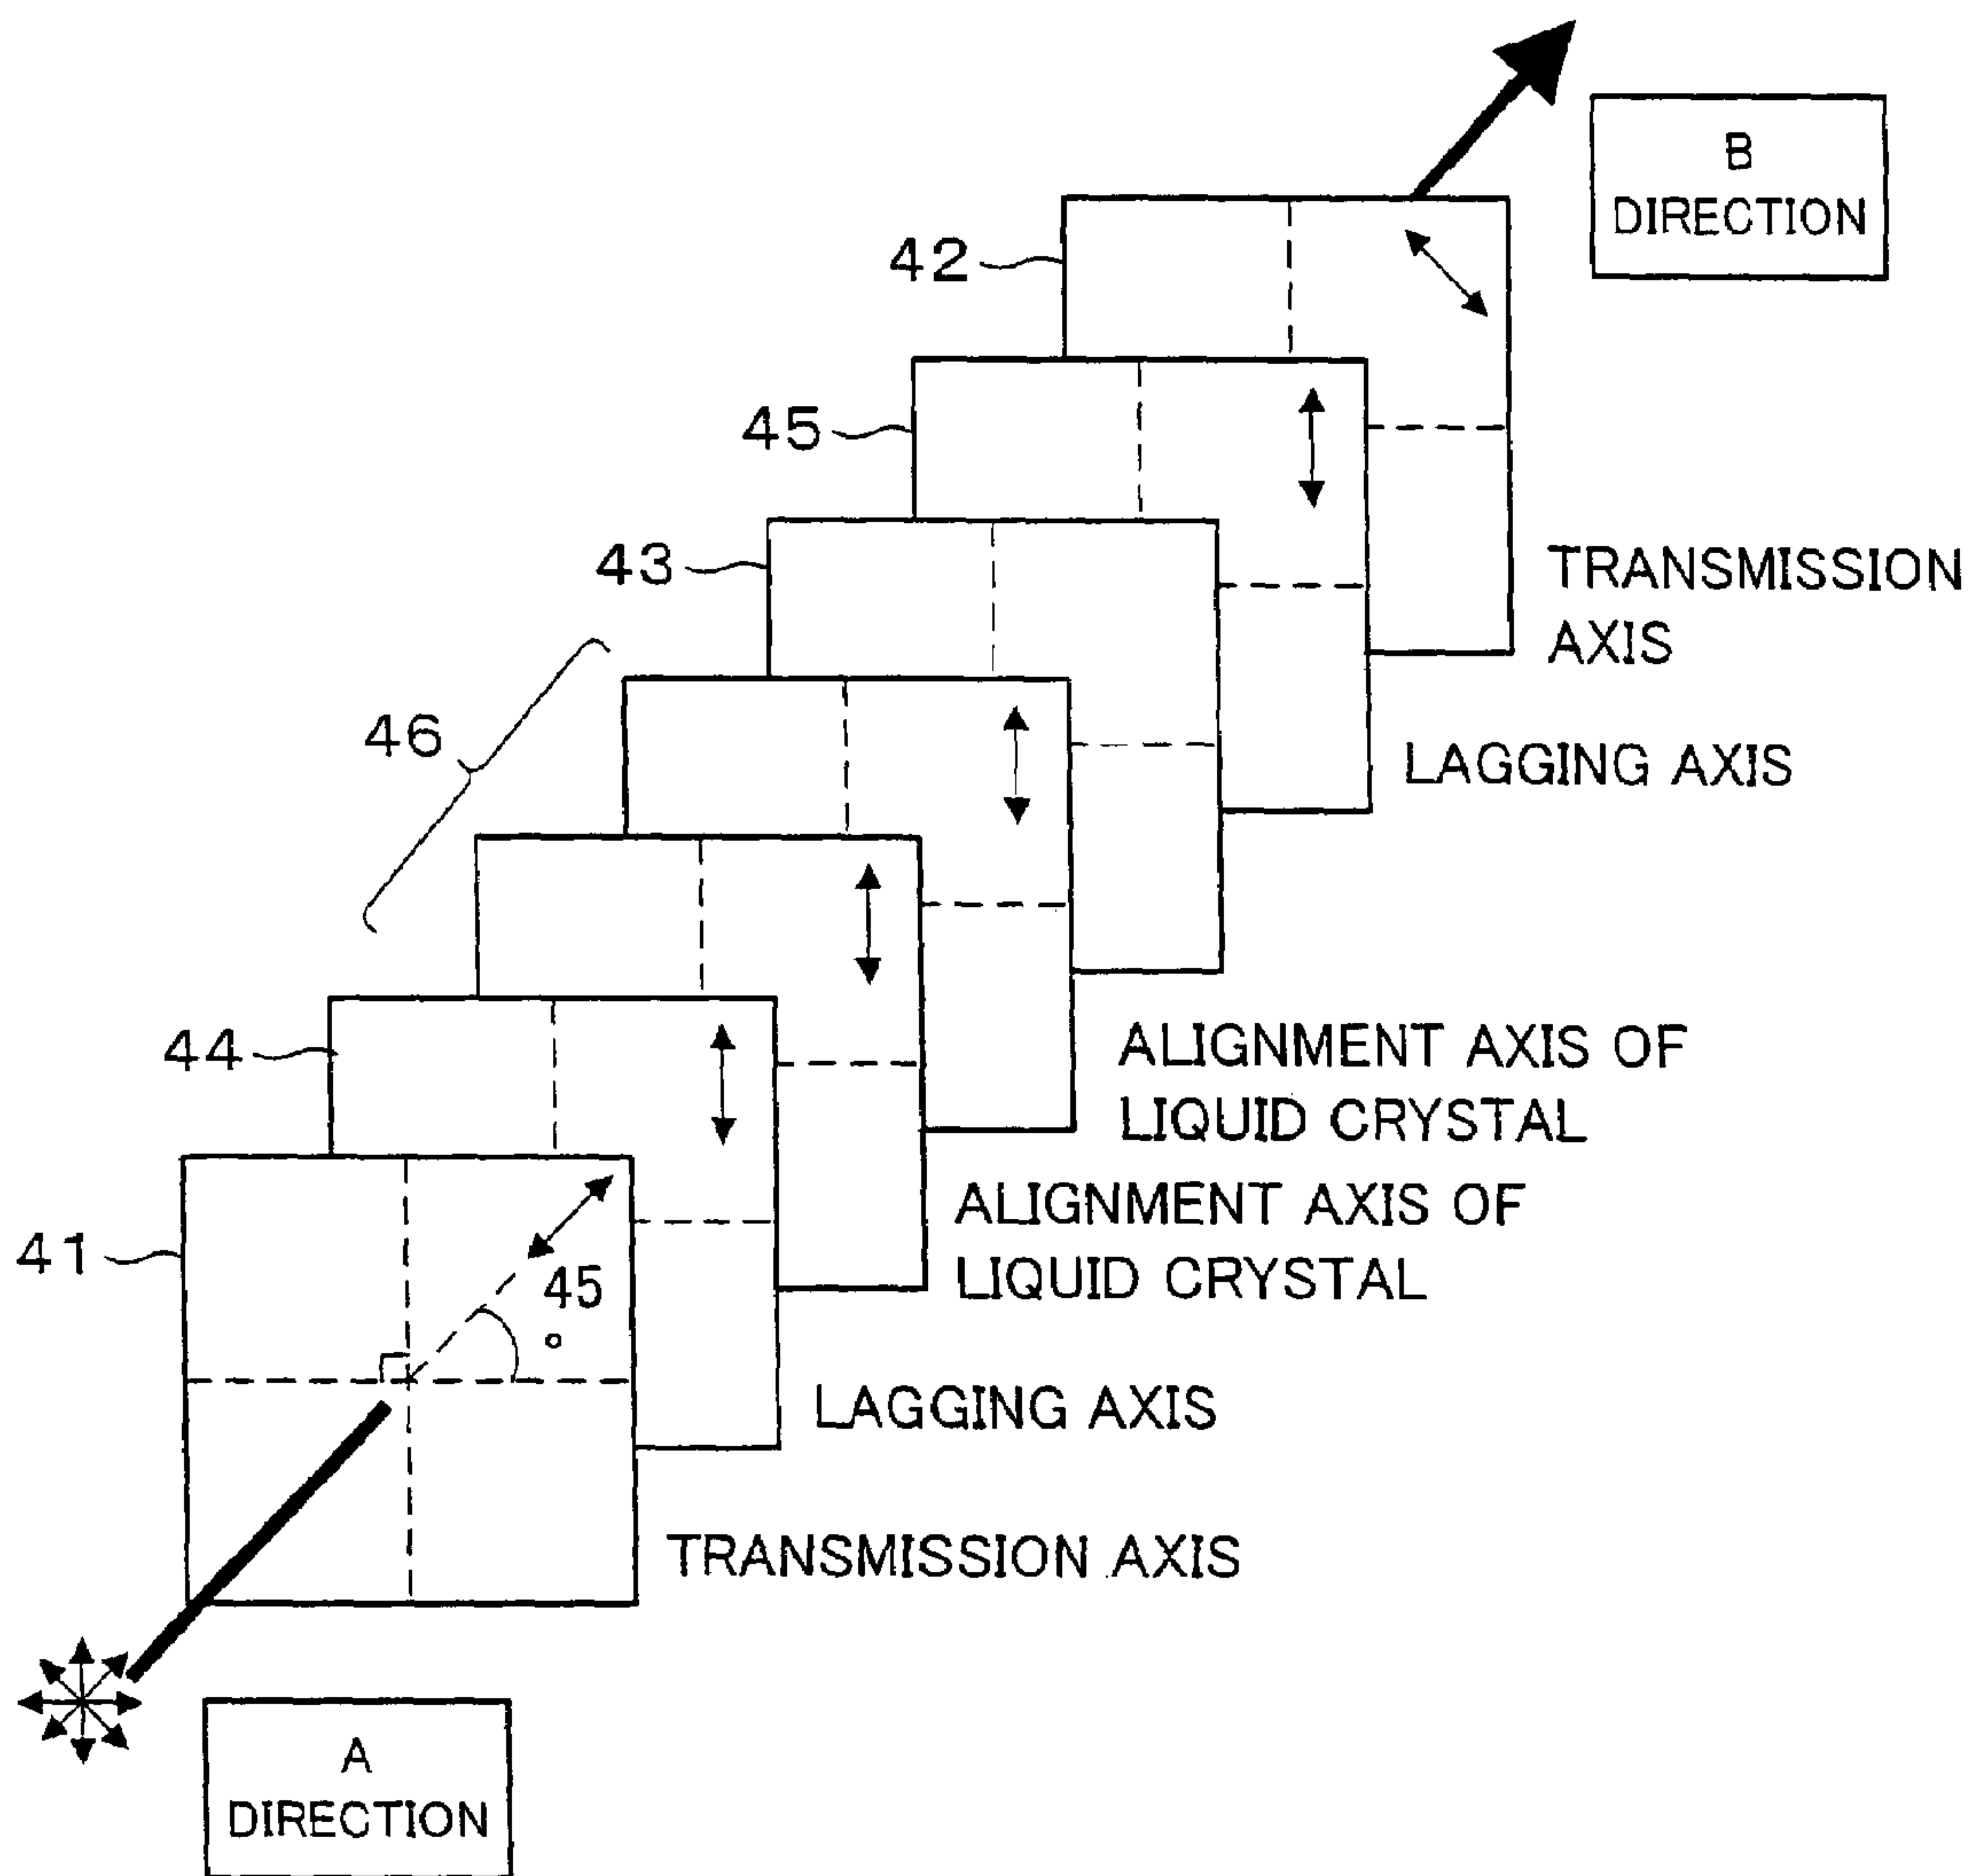 B
DIRECTION
42
45
43
TRANSMISSION
AXIS
46
LAGGING AXIS
44
ALIGNMENT AXIS OF
LIQUID CRYSTAL
ALIGNMENT AXIS OF
LIQUID CRYSTAL
41
45
°
LAGGING AXIS
TRANSMISSION AXIS
A
DIRECTION